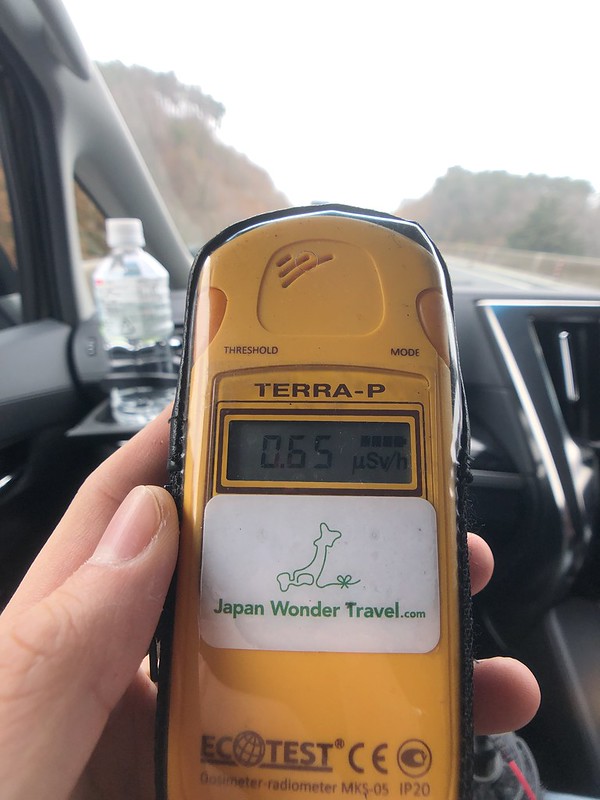 THRESHOLD MODE
TERRA-P
0.65 µSv/h
Japan Wonder Travel.com
ECOTEST® CE
Dosimeter-radiometer MKS-05 IP20